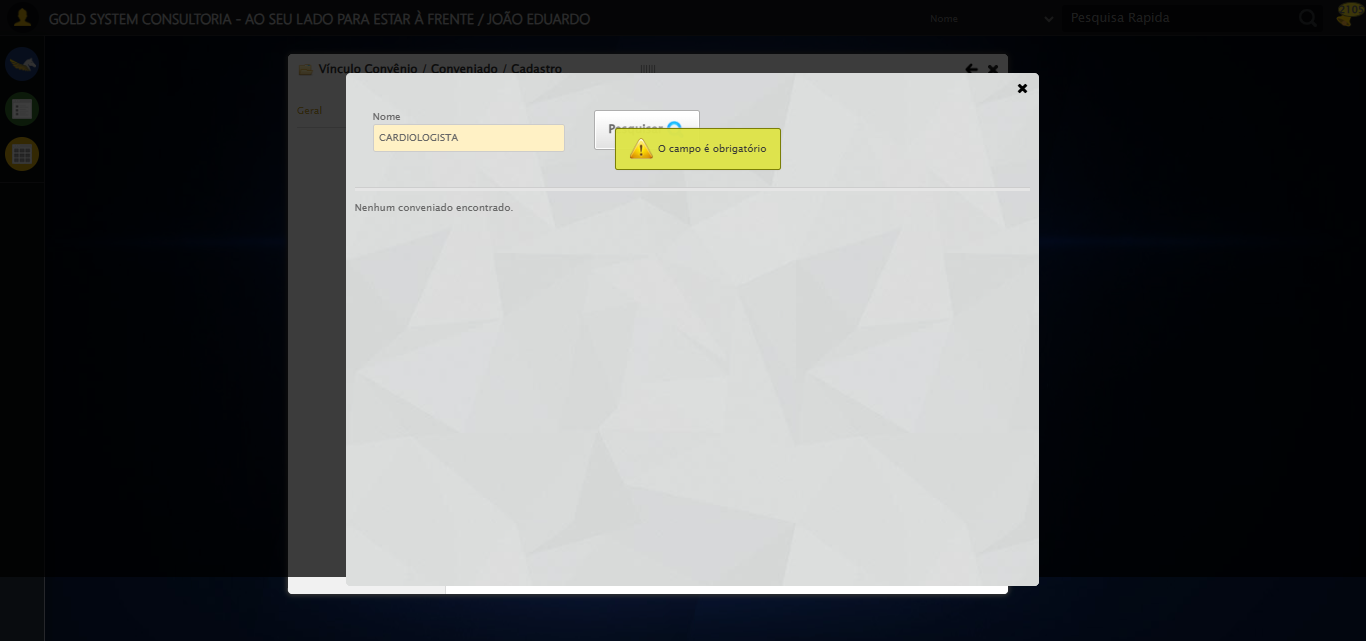 GOLD SYSTEM CONSULTORIA - AO SEU LADO PARA ESTAR À FRENTE / JOÃO EDUARDO
Nome
Pesquisa Rapida
Vínculo Convênio / Conveniado / Cadastro
Geral
Nome
CARDIOLOGISTA
Pesquisar
O campo é obrigatório
Nenhum conveniado encontrado.